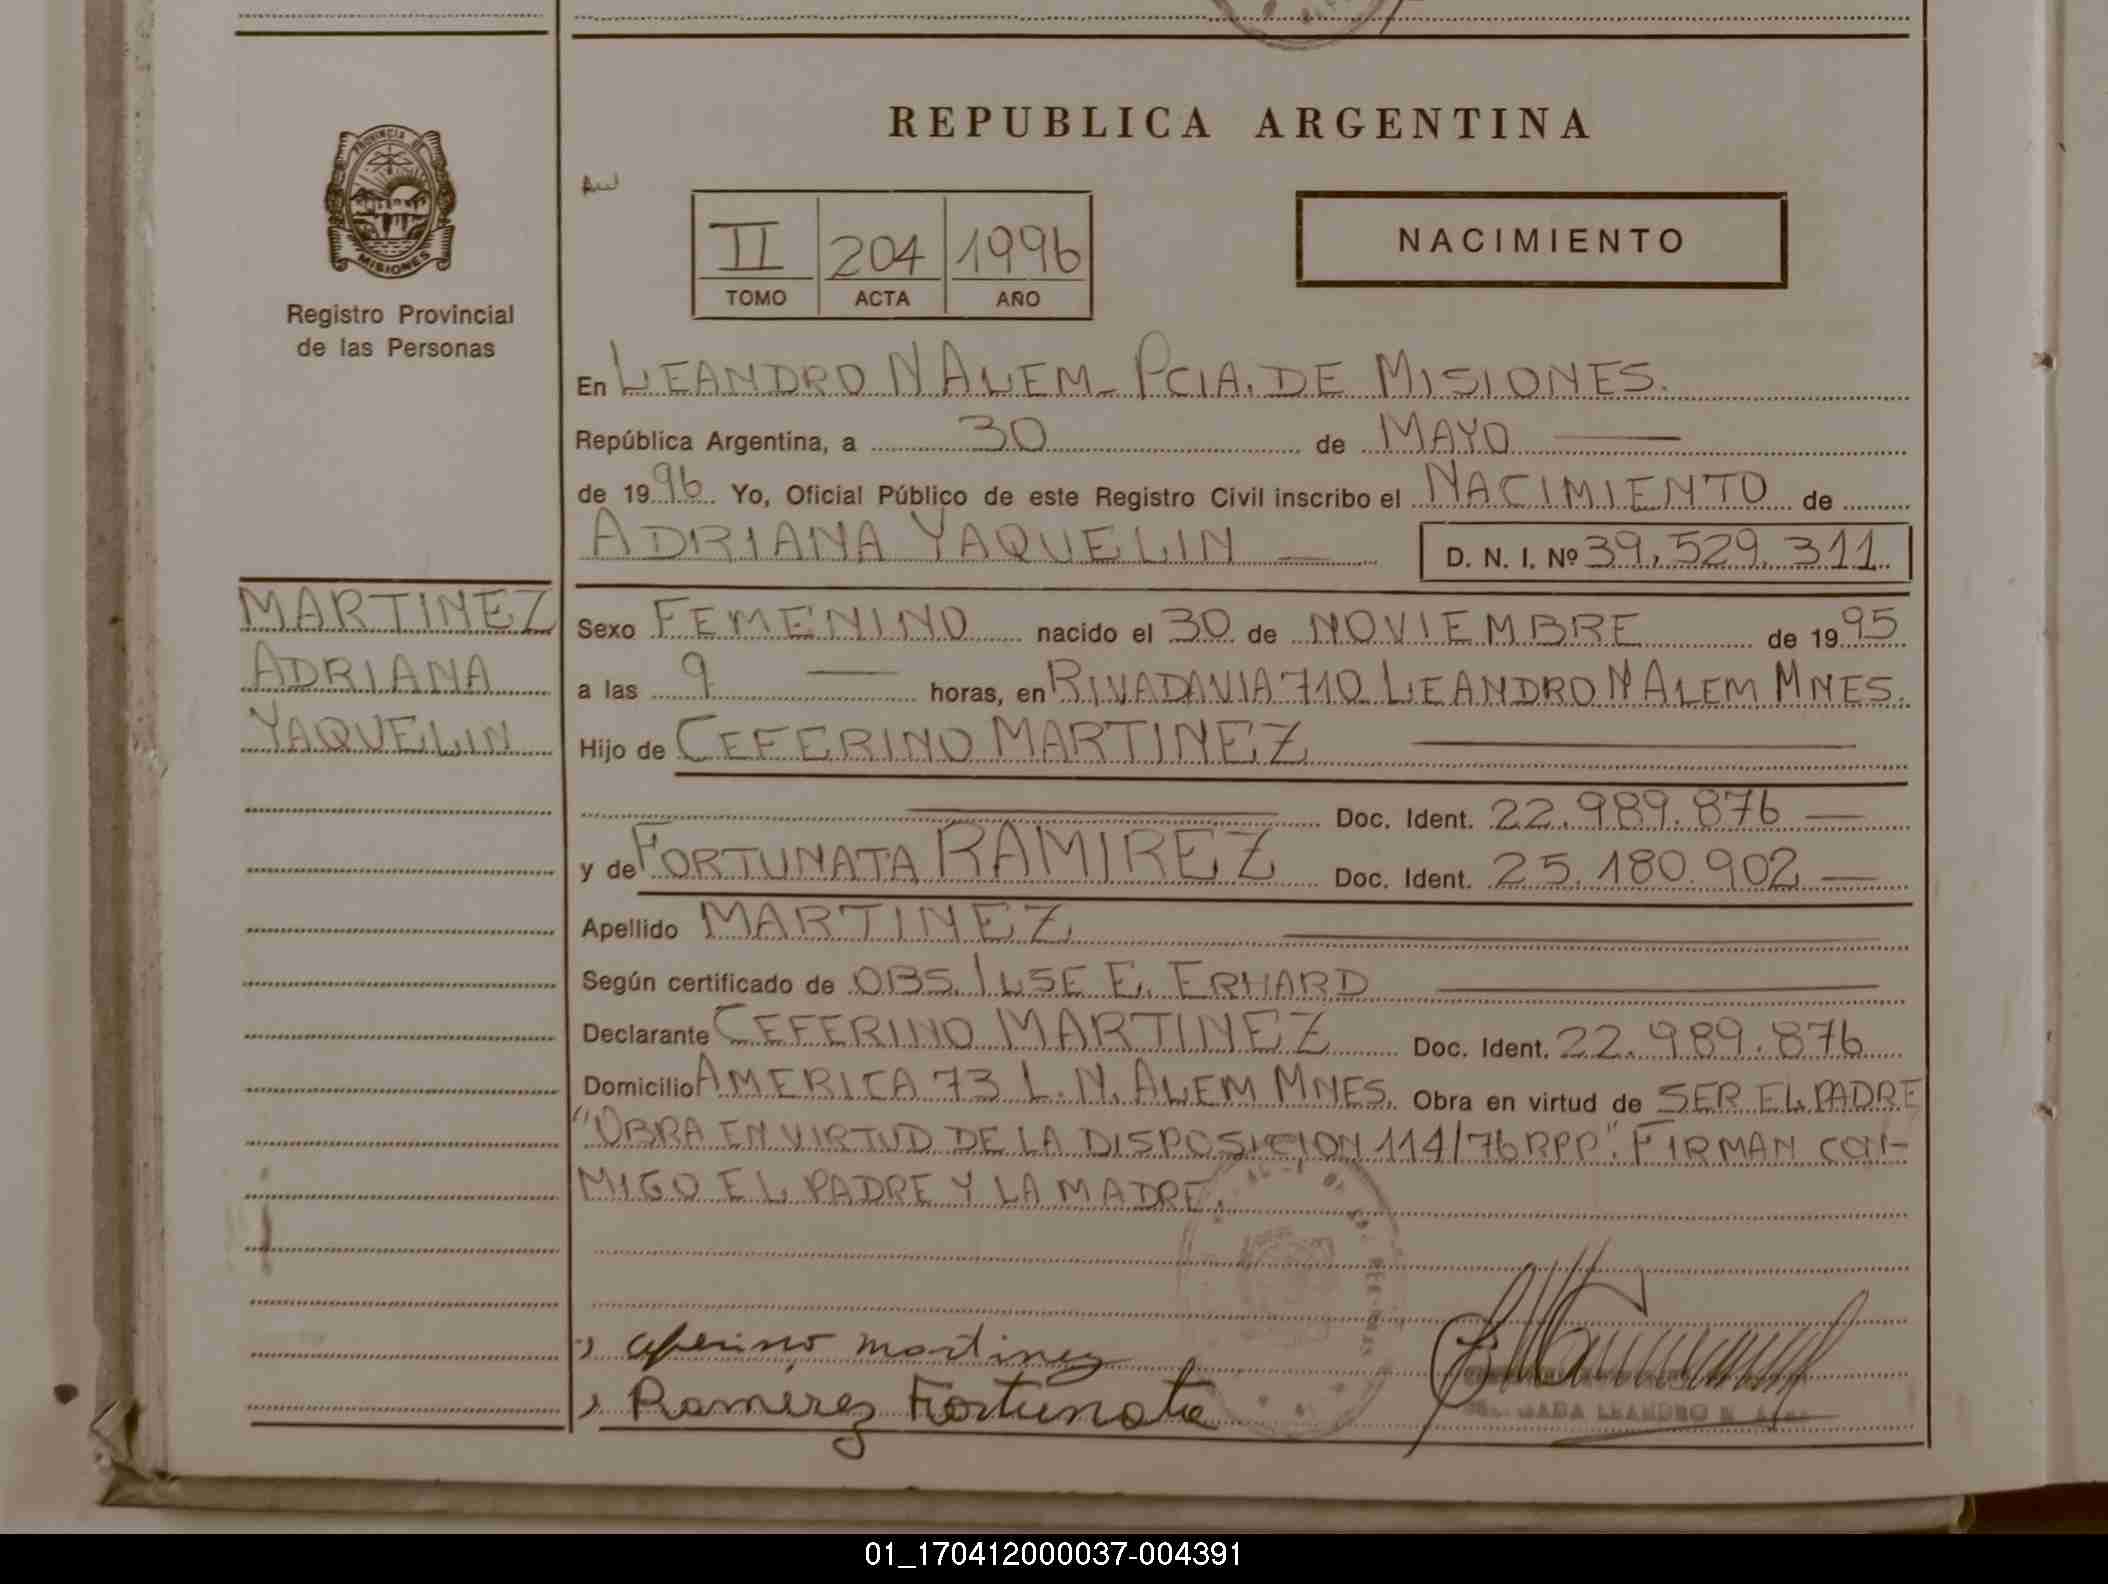 REPUBLICA ARGENTINA
PROVINCIA DE
MISIONES
Registro Provincial
de las Personas
II 204 1996
TOMO ACTA AÑO
NACIMIENTO
En LEANDRO N ALEM - PCIA. DE MISIONES.
República Argentina, a 30 de MAYO
de 1996 Yo, Oficial Público de este Registro Civil inscribo el NACIMIENTO de
ADRIANA YAQUELIN D. N. I. Nº 39.529.311
MARTINEZ
ADRIANA
YAQUELIN
Sexo FEMENINO nacido el 30 de NOVIEMBRE de 1995
a las 9 horas, en RIVADAVIA 710 LEANDRO N ALEM MNES.
Hijo de CEFERINO MARTINEZ
Doc. Ident. 22.989.876
y de FORTUNATA RAMIREZ Doc. Ident. 25.180.902
Apellido MARTINEZ
Según certificado de OBS. ILSE E. ERHARD
Declarante CEFERINO MARTINEZ Doc. Ident. 22.989.876
Domicilio AMERICA 73 L. N. ALEM MNES. Obra en virtud de SER EL PADRE
"OBRA EN VIRTUD DE LA DISPOSICION 114/76 RPP". FIRMAN CON-
MIGO EL PADRE Y LA MADRE.
ceferino martinez
Ramirez Fortunata
LEANDRO N. ALEM
01_170412000037-004391